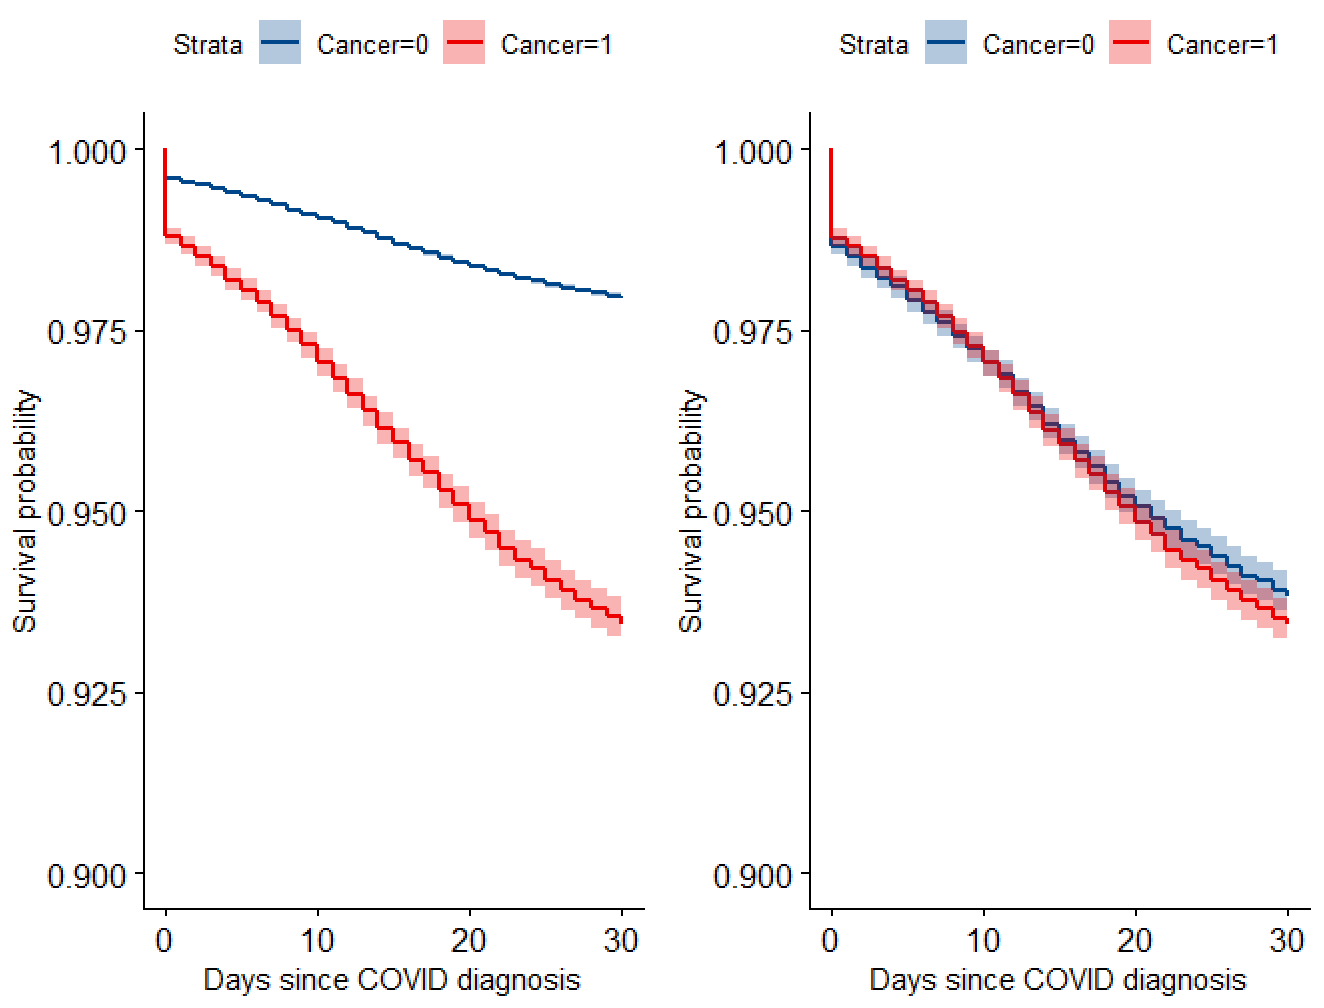 Strata Cancer=0 Cancer=1
1.000
0.975
0.950
0.925
0.900
Survival probability
0 10 20 30
Days since COVID diagnosis
Strata Cancer=0 Cancer=1
1.000
0.975
0.950
0.925
0.900
Survival probability
0 10 20 30
Days since COVID diagnosis